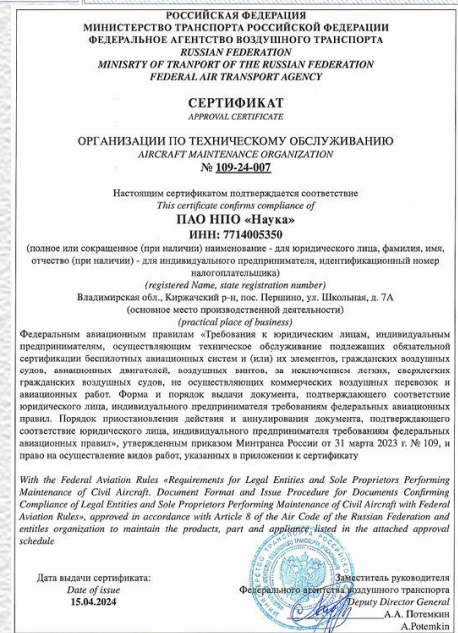 РОССИЙСКАЯ ФЕДЕРАЦИЯ
МИНИСТЕРСТВО ТРАНСПОРТА РОССИЙСКОЙ ФЕДЕРАЦИИ
ФЕДЕРАЛЬНОЕ АГЕНТСТВО ВОЗДУШНОГО ТРАНСПОРТА
RUSSIAN FEDERATION
MINISRTY OF TRANPORT OF THE RUSSIAN FEDERATION
FEDERAL AIR TRANSPORT AGENCY
СЕРТИФИКАТ
APPROVAL CERTIFICATE
ОРГАНИЗАЦИИ ПО ТЕХНИЧЕСКОМУ ОБСЛУЖИВАНИЮ
AIRCRAFT MAINTENANCE ORGANIZATION
№ 109-24-007
Настоящим сертификатом подтверждается соответствие
This certificate confirms compliance of
ПАО НПО «Наука»
ИНН: 7714005350
(полное или сокращенное (при наличии) наименование - для юридического лица, фамилия, имя,
отчество (при наличии) - для индивидуального предпринимателя, идентификационный номер
налогоплательщика)
(registered Name, state registration number)
Владимирская обл., Киржачский р-н, пос. Першино, ул. Школьная, д. 7А
(основное место производственной деятельности)
(practical place of business)
Федеральным авиационным правилам «Требования к юридическим лицам, индивидуальным
предпринимателям, осуществляющим техническое обслуживание подлежащих обязательной
сертификации беспилотных авиационных систем и (или) их элементов, гражданских воздушных
судов, авиационных двигателей, воздушных винтов, за исключением легких, сверхлегких
гражданских воздушных судов, не осуществляющих коммерческих воздушных перевозок и
авиационных работ. Форма и порядок выдачи документа, подтверждающего соответствие
юридического лица, индивидуального предпринимателя требованиям федеральных авиационных
правил. Порядок приостановления действия и аннулирования документа, подтверждающего
соответствие юридического лица, индивидуального предпринимателя требованиям федеральных
авиационных правил», утвержденным приказом Минтранса России от 31 марта 2023 г. № 109, и
право на осуществление видов работ, указанных в приложении к сертификату
With the Federal Aviation Rules «Requirements for Legal Entities and Sole Proprietors Performing
Maintenance of Civil Aircraft. Document Format and Issue Procedure for Documents Confirming
Compliance of Legal Entities and Sole Proprietors Performing Maintenance of Civil Aircraft with Federal
Aviation Rules», approved in accordance with Article 8 of the Air Code of the Russian Federation and
entitles organization to maintain the products, part and appliance listed in the attached approval
schedule
Дата выдачи сертификата:
Date of issue
15.04.2024
Заместитель руководителя
Федерального агентства воздушного транспорта
Deputy Director General
А.А. Потемкин
A.Potemkin